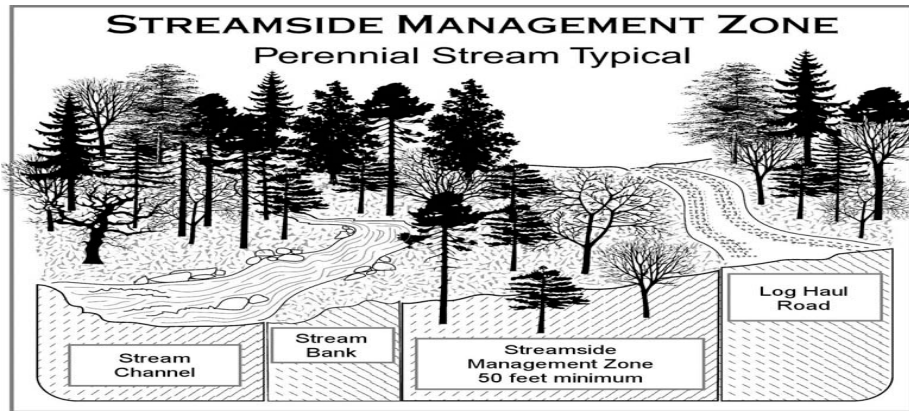 STREAMSIDE MANAGEMENT ZONE
Perennial Stream Typical
Stream
Channel
Stream
Bank
Streamside
Management Zone
50 feet minimum
Log Haul
Road